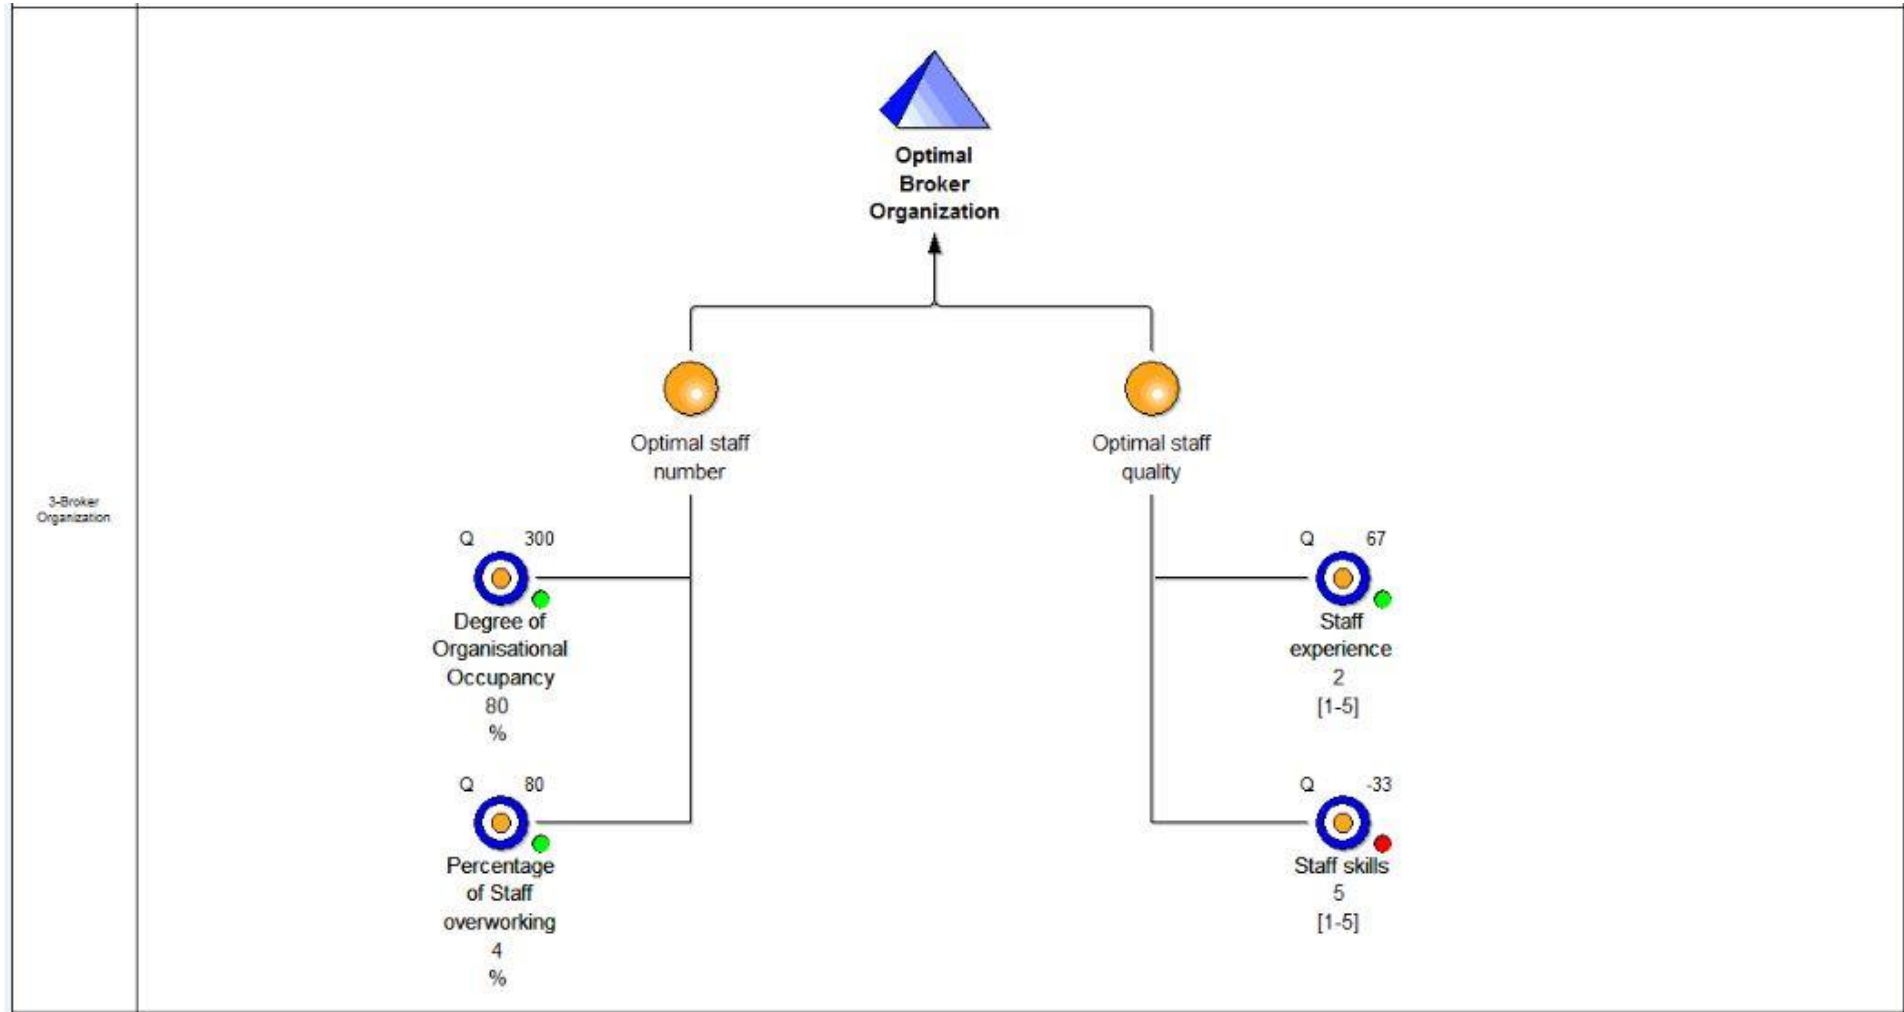 Optimal
Broker
Organization
Optimal staff
number
Optimal staff
quality
3-Broker
Organization
Q 300
Degree of
Organisational
Occupancy
80
%
Q 67
Staff
experience
2
[1-5]
Q 80
Percentage
of Staff
overworking
4
%
Q -33
Staff skills
5
[1-5]